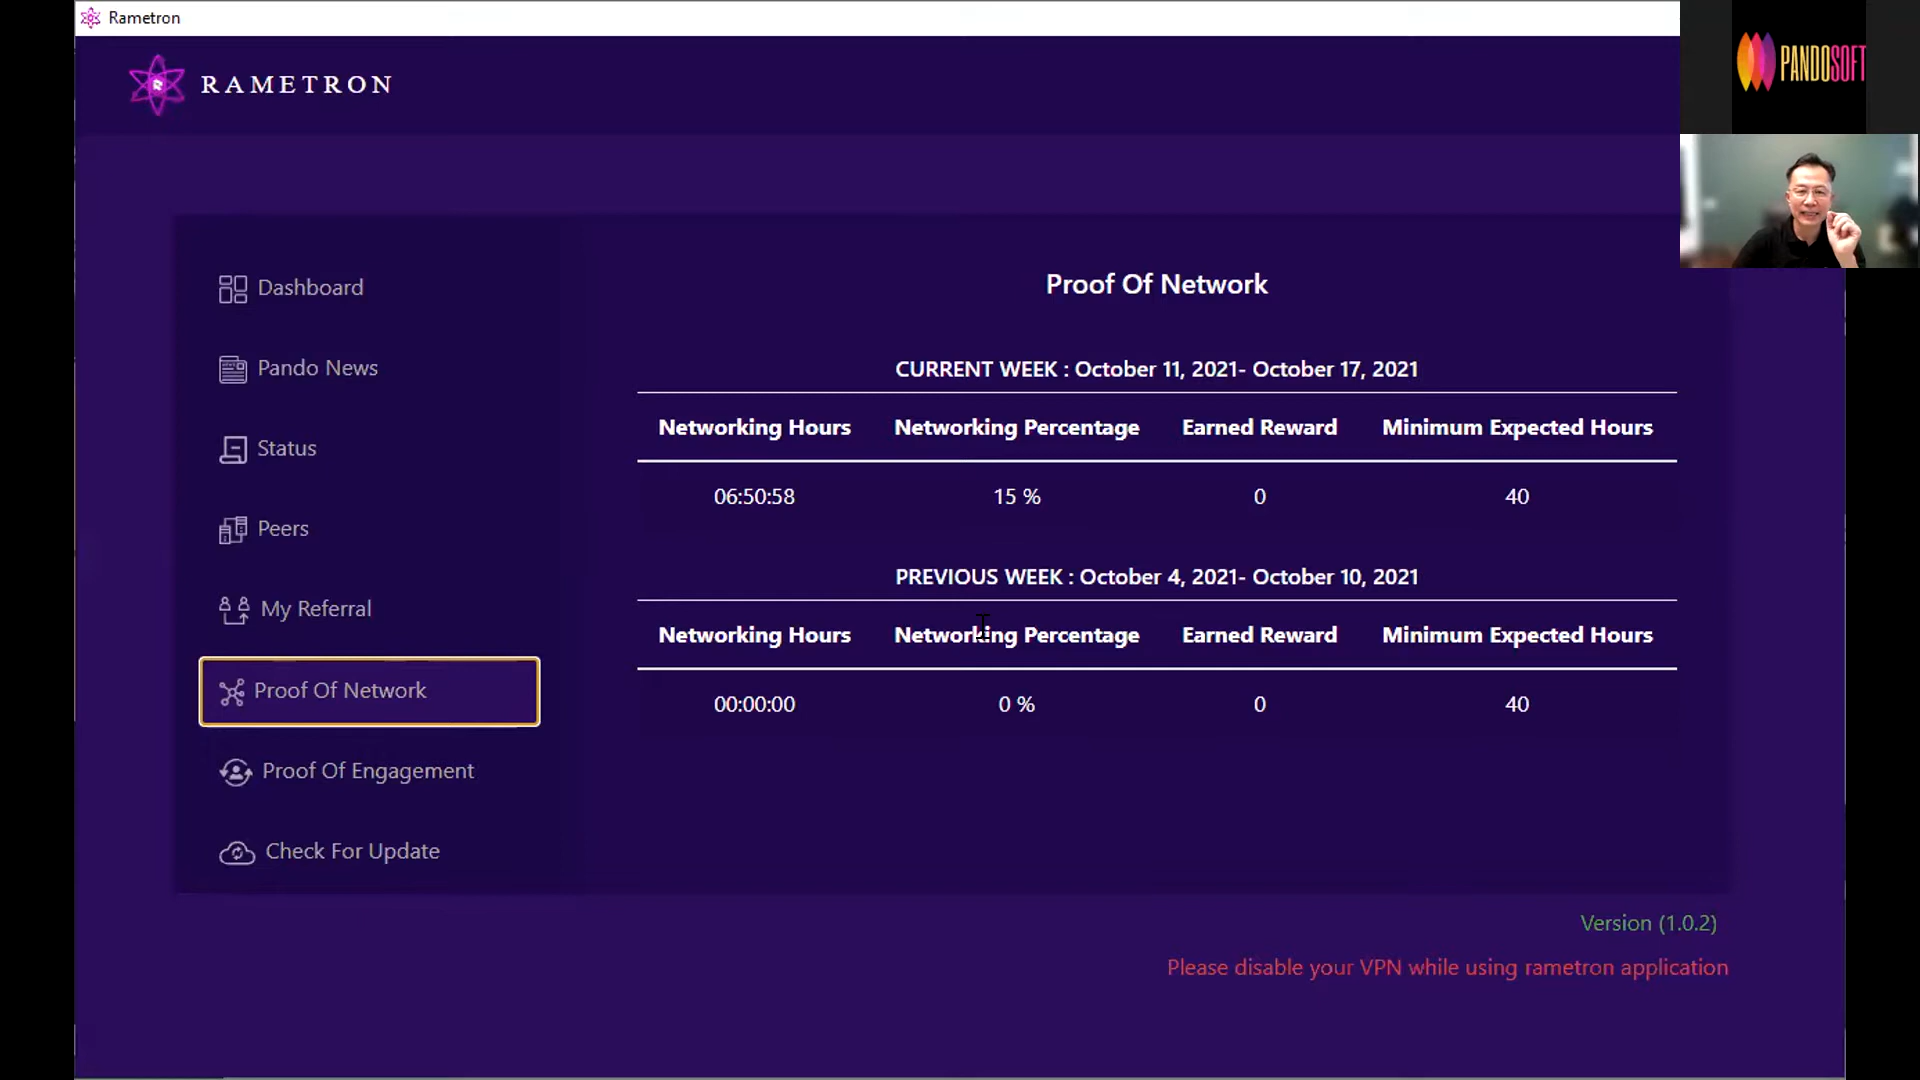 Rametron
RAMETRON
PANDOSOFT
Dashboard
Pando News
Status
Peers
My Referral
Proof Of Network
Proof Of Engagement
Check For Update
Proof Of Network
CURRENT WEEK : October 11, 2021- October 17, 2021
Networking Hours Networking Percentage Earned Reward Minimum Expected Hours
06:50:58 15 % 0 40
PREVIOUS WEEK : October 4, 2021- October 10, 2021
Networking Hours Networking Percentage Earned Reward Minimum Expected Hours
00:00:00 0 % 0 40
Version (1.0.2)
Please disable your VPN while using rametron application